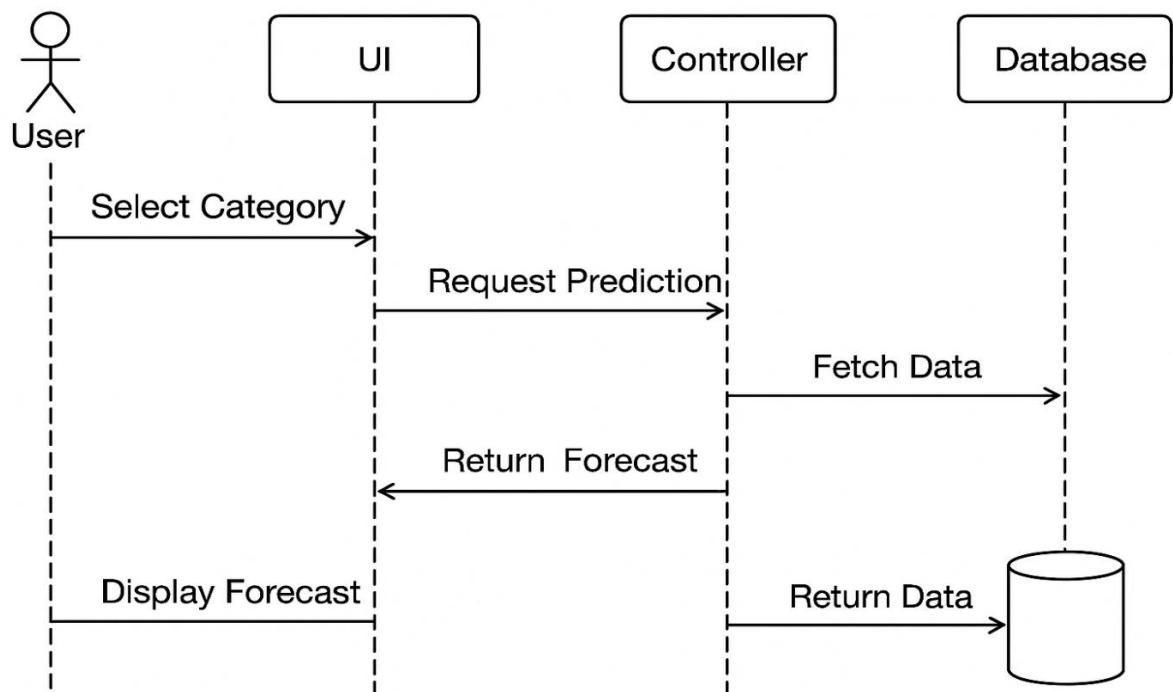 UI
Controller
Database
User
Select Category
Request Prediction
Fetch Data
Return Forecast
Display Forecast
Return Data